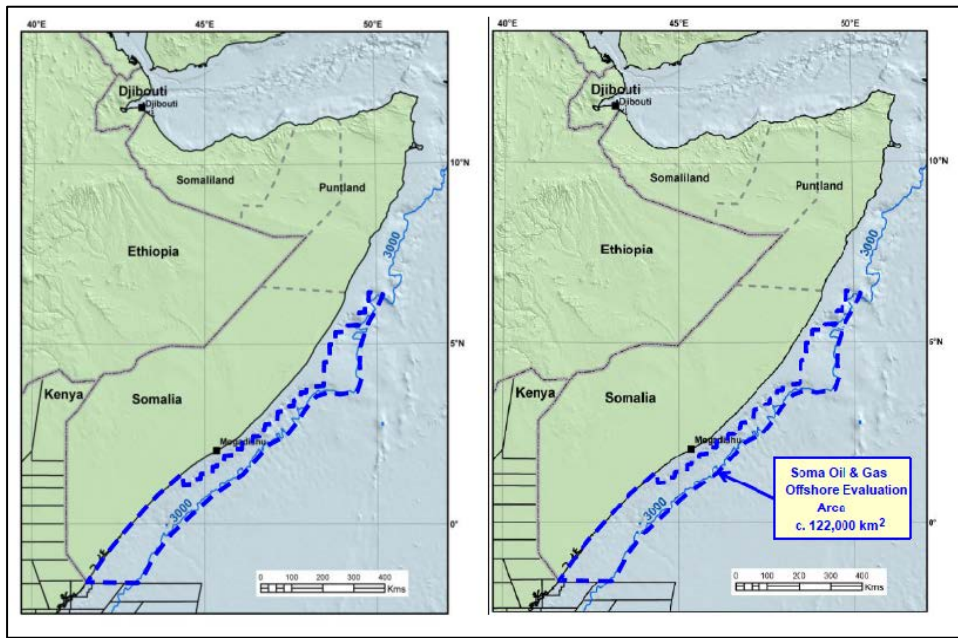 40°E 45°E 50°E
Djibouti
Djibouti
10°N
Somaliland
Puntland
3000
Ethiopia
5°N
Kenya
Somalia
Mogadishu
3000
0°
0 100 200 300 400
Kms
40°E 45°E 50°E
Djibouti
Djibouti
10°N
Somaliland
Puntland
3000
Ethiopia
5°N
Kenya
Somalia
Mogadishu
Soma Oil & Gas
Offshore Evaluation
Area
c. 122,000 km²
3000
0°
0 100 200 300 400
Kms